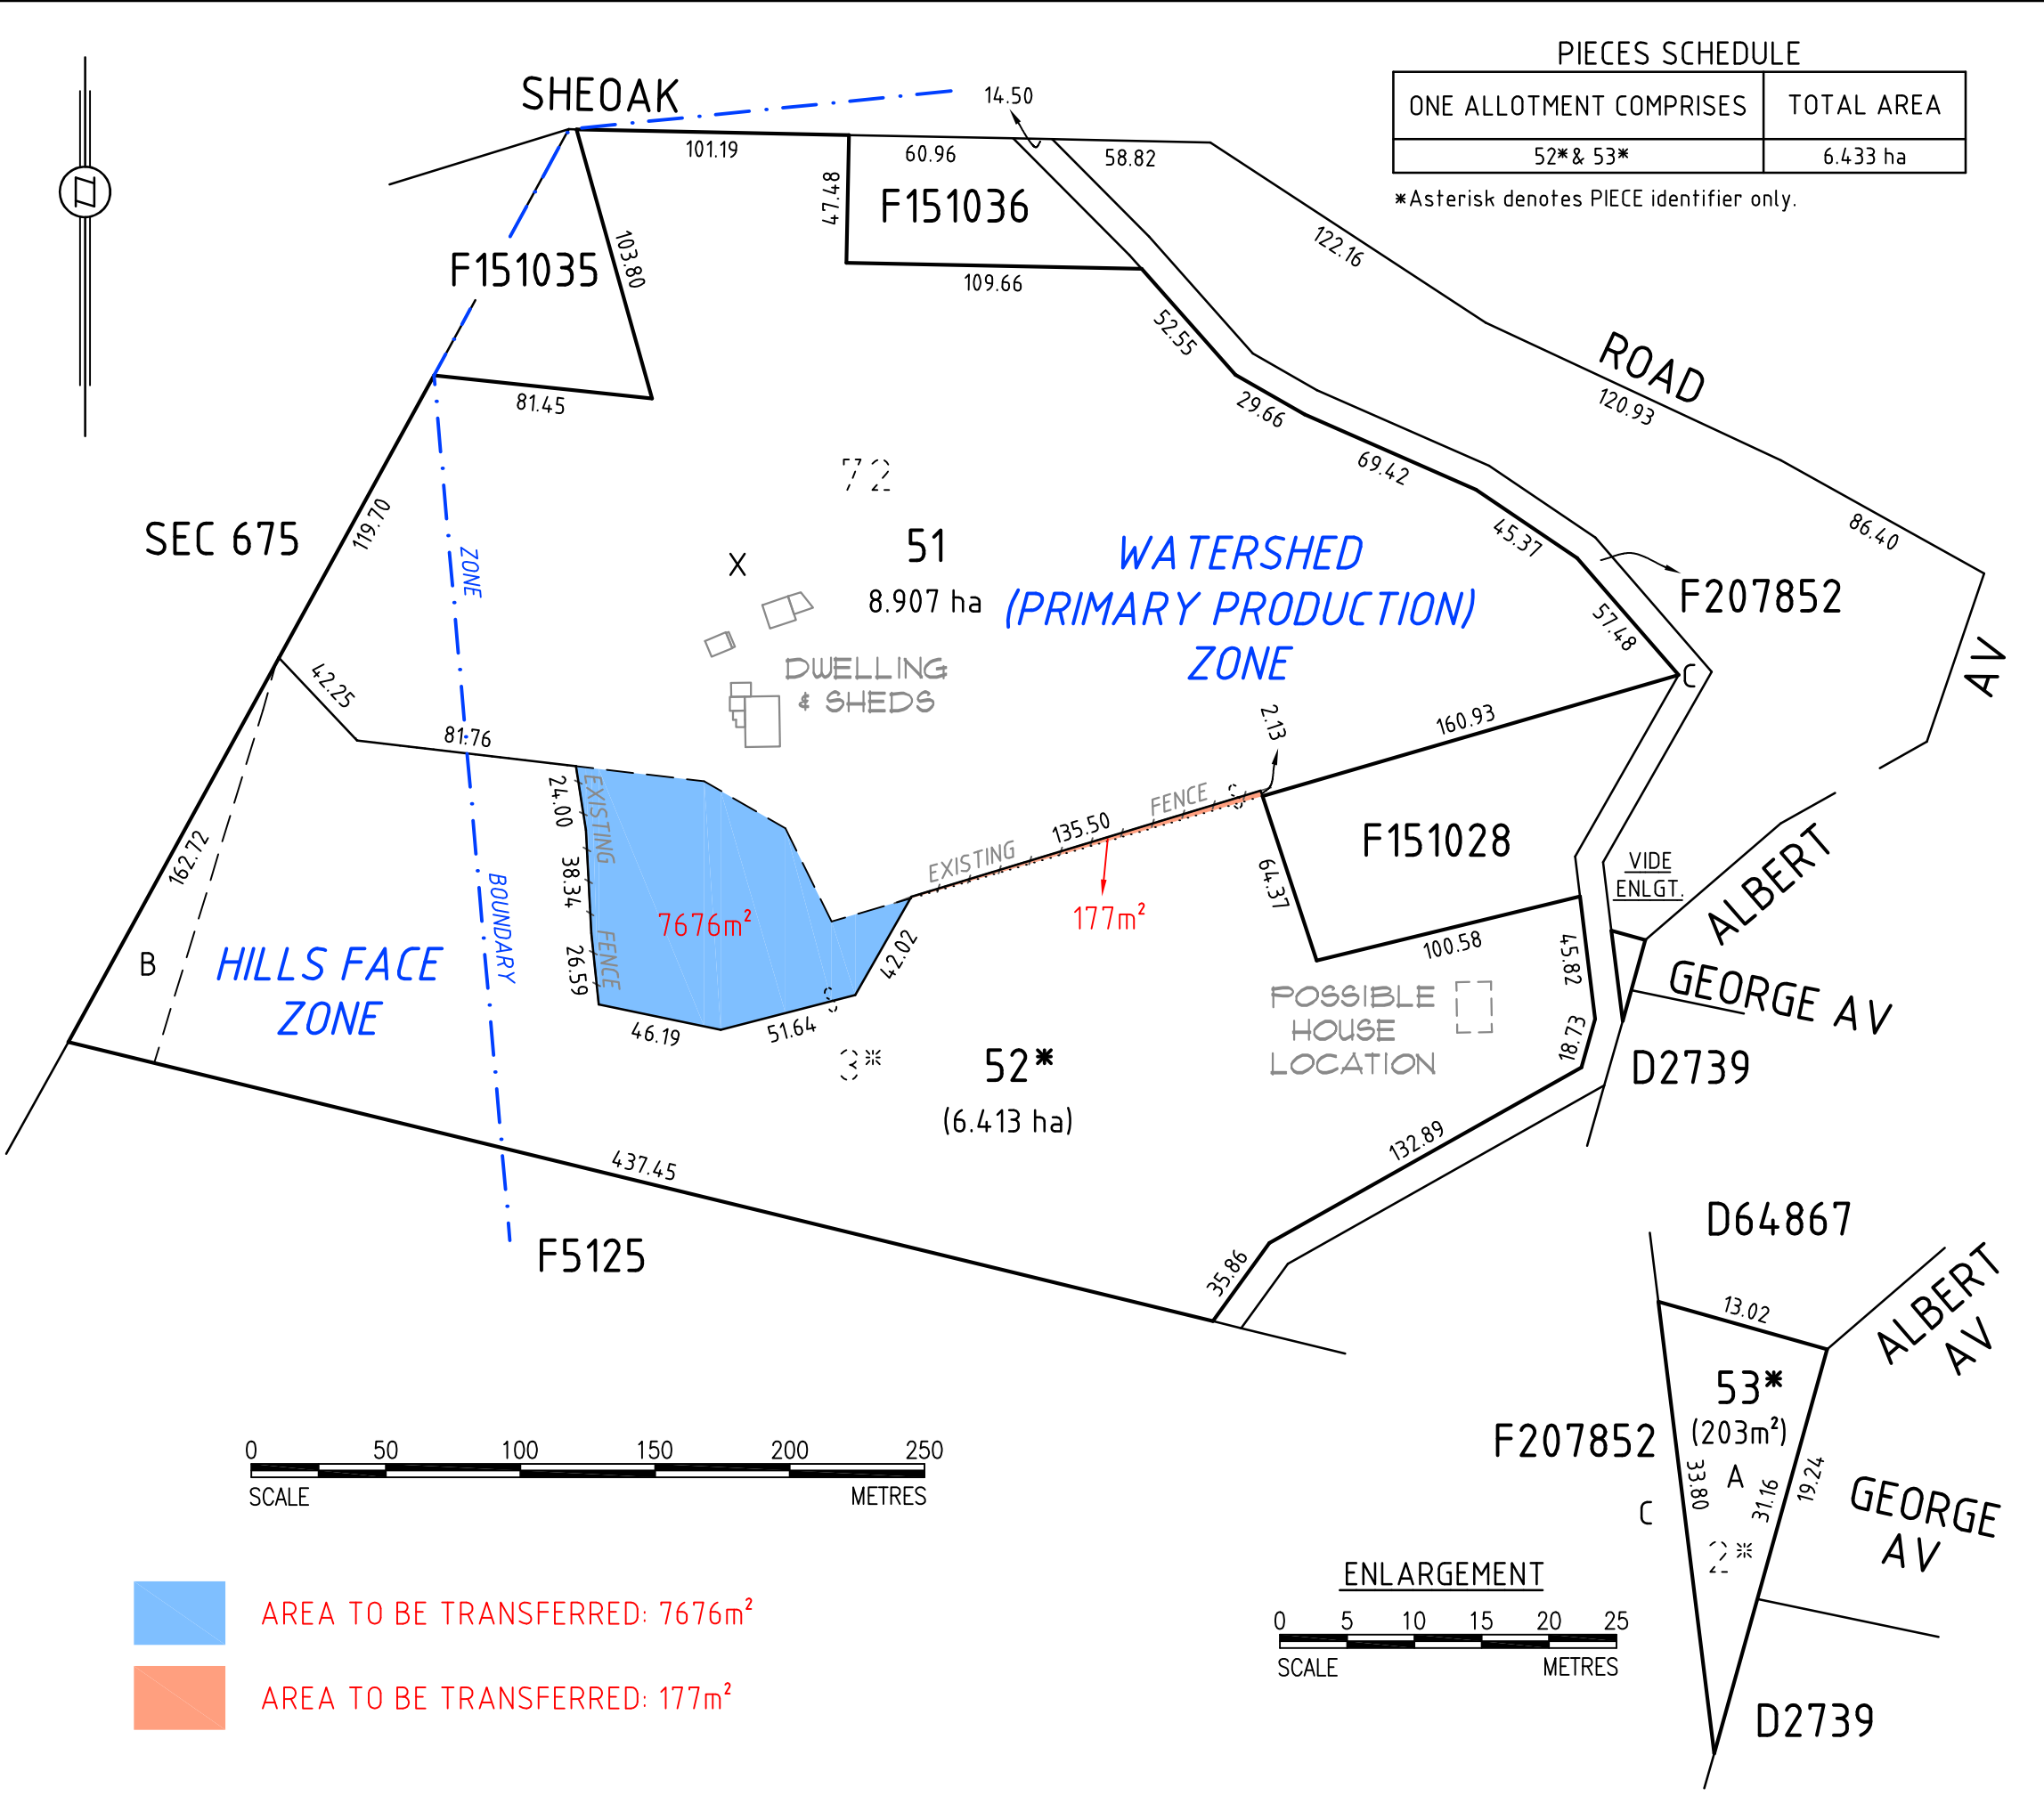 PIECES SCHEDULE
ONE ALLOTMENT COMPRISES
TOTAL AREA
52*& 53*
6.433 ha
*Asterisk denotes PIECE identifier only.
SHEOAK
14.50
101.19
60.96
58.82
47.48
F151036
103.80
F151035
109.66
122.16
52.55
ROAD
81.45
29.66
120.93
69.42
72
119.70
SEC 675
51
8.907 ha
X
ZONE
WATERSHED
(PRIMARY PRODUCTION)
ZONE
45.37
86.40
F207852
57.48
DWELLING
& SHEDS
C
AV
42.25
81.76
160.93
2.13
24.00
EXISTING
FENCE
135.50
EXISTING
FENCE
F151028
VIDE
ENLGT.
ALBERT
162.72
38.34
64.37
7676m²
177m²
BOUNDARY
B
HILLS FACE
ZONE
26.59
42.02
100.58
45.82
GEORGE AV
POSSIBLE
HOUSE
LOCATION
46.19
51.64
3*
52*
(6.413 ha)
18.73
D2739
132.89
437.45
F5125
35.86
D64867
13.02
ALBERT
AV
53*
(203m²)
F207852
A
33.80
31.16
19.24
C
GEORGE
AV
2*
D2739
0 50 100 150 200 250
SCALE
METRES
ENLARGEMENT
0 5 10 15 20 25
SCALE
METRES
AREA TO BE TRANSFERRED: 7676m²
AREA TO BE TRANSFERRED: 177m²